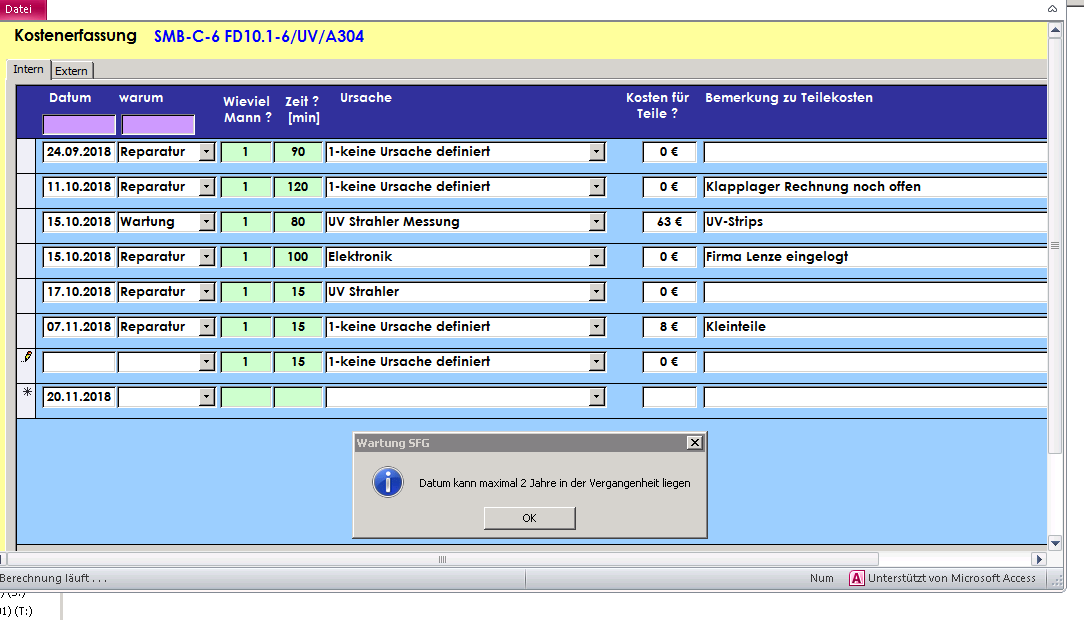 Datei
Kostenerfassung SMB-C-6 FD10.1-6/UV/A304
Intern Extern
Datum warum Wieviel Mann ? Zeit ? [min] Ursache Kosten für Teile ? Bemerkung zu Teilekosten
24.09.2018 Reparatur 1 90 1-keine Ursache definiert 0 €
11.10.2018 Reparatur 1 120 1-keine Ursache definiert 0 € Klapplager Rechnung noch offen
15.10.2018 Wartung 1 80 UV Strahler Messung 63 € UV-Strips
15.10.2018 Reparatur 1 100 Elektronik 0 € Firma Lenze eingelogt
17.10.2018 Reparatur 1 15 UV Strahler 0 €
07.11.2018 Reparatur 1 15 1-keine Ursache definiert 8 € Kleinteile
1 15 1-keine Ursache definiert 0 €
20.11.2018
Wartung SFG
Datum kann maximal 2 Jahre in der Vergangenheit liegen
OK
Berechnung läuft . . . Num Unterstützt von Microsoft Access
(T:)